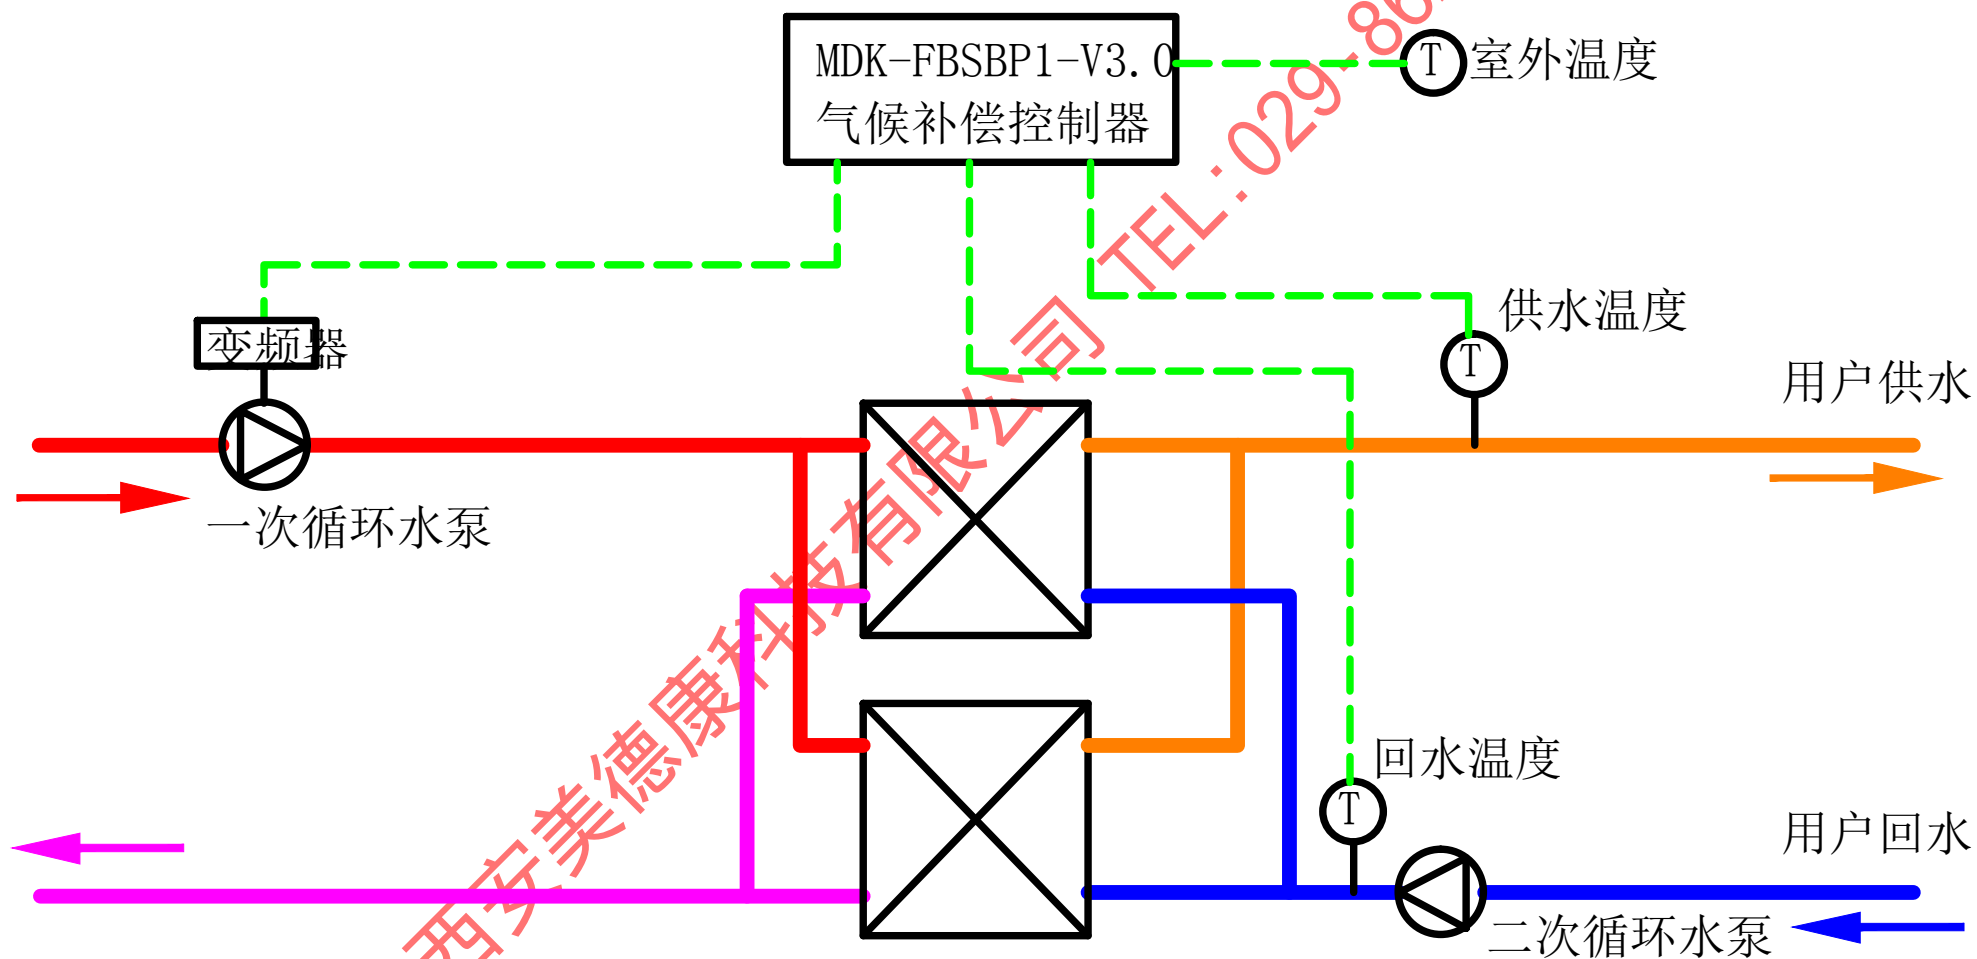 MDK-FBSBP1-V3.0
气候补偿控制器
T 室外温度
供水温度
变频器
T
用户供水
一次循环水泵
回水温度
T
用户回水
二次循环水泵
西安美德康科技有限公司 TEL:029-86